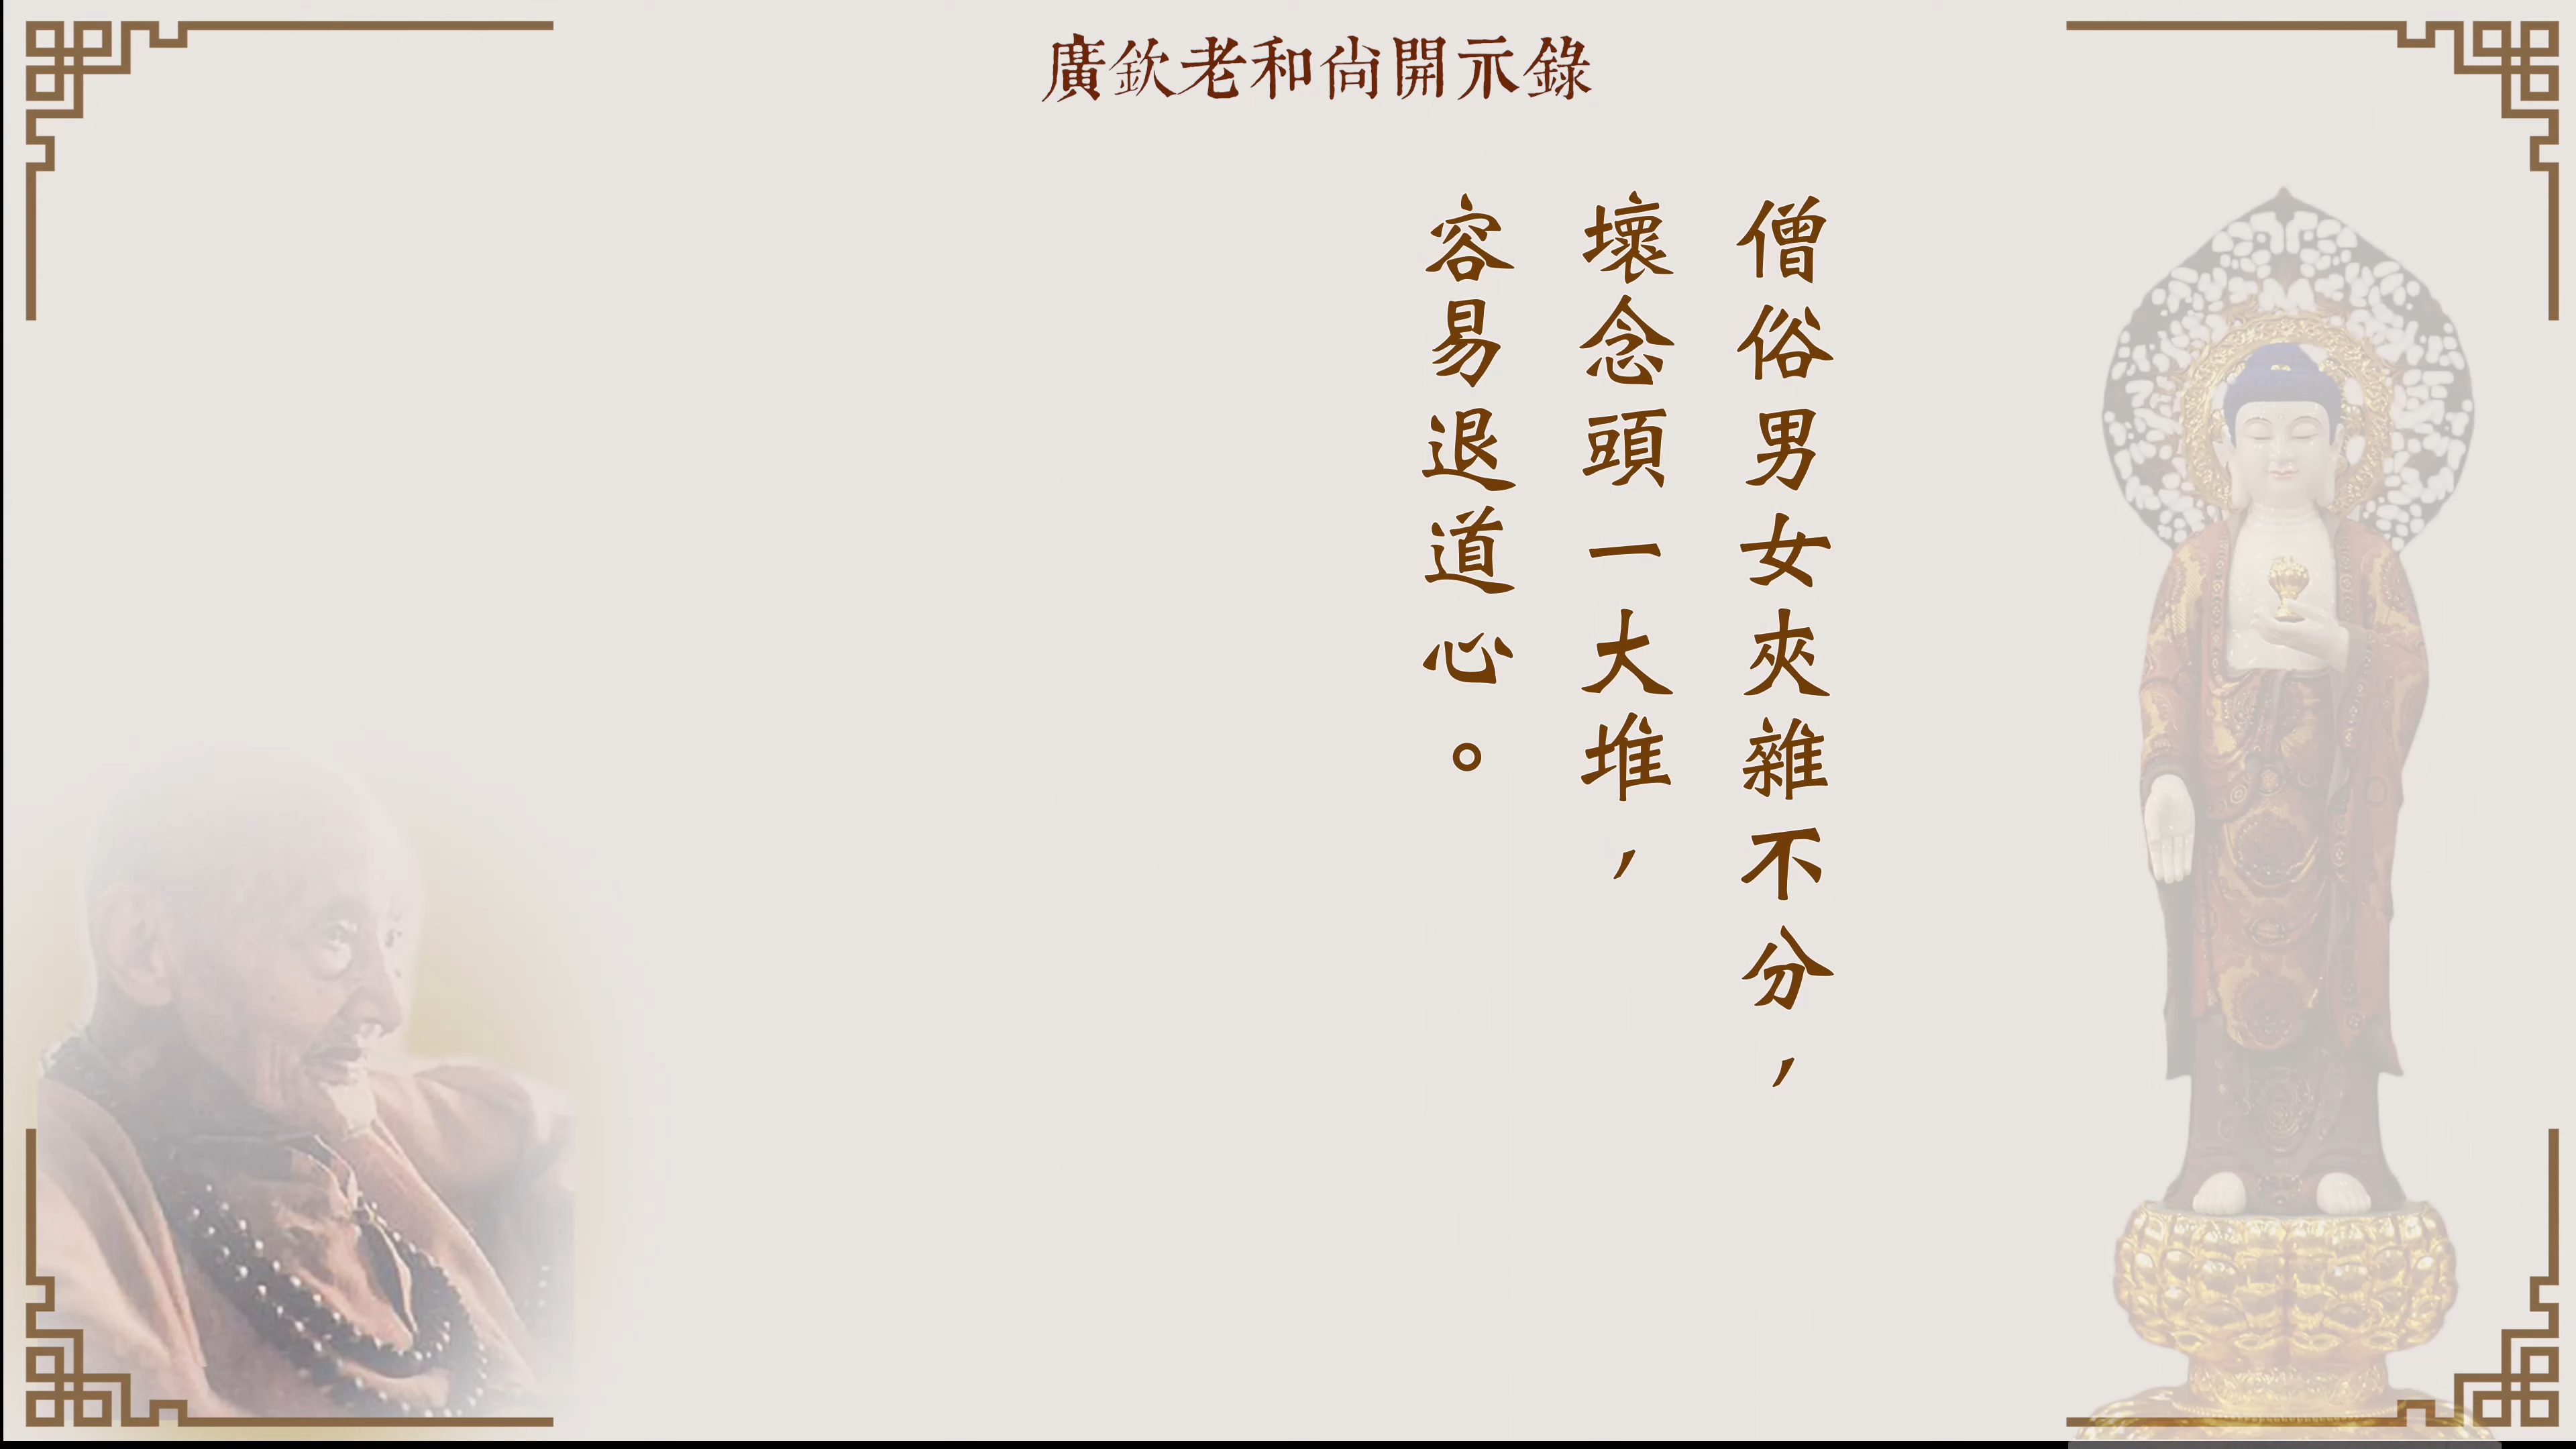 廣欽老和尙開示錄
僧俗男女夾雜不分，
壞念頭一大堆，
容易退道心。